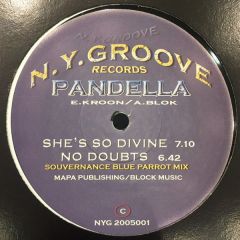 N.Y. GROOVE
RECORDS
PANDELLA
E.KROON/A.BLOK
SHE'S SO DIVINE 7.10
NO DOUBTS 6.42
SOUVERNANCE BLUE PARROT MIX
MAPA PUBLISHING/BLOCK MUSIC
C
NYG 2005001